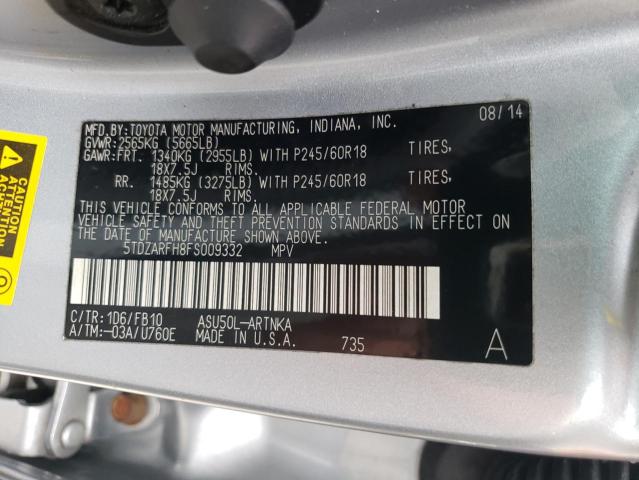 MFD.BY:TOYOTA MOTOR MANUFACTURING, INDIANA, INC. 08/14
GVWR:2565KG (5665LB)
GAWR:FRT. 1340KG (2955LB) WITH P245/60R18 TIRES,
18X7.5J RIMS.
RR. 1485KG (3275LB) WITH P245/60R18 TIRES,
18X7.5J RIMS.
THIS VEHICLE CONFORMS TO ALL APPLICABLE FEDERAL MOTOR
VEHICLE SAFETY AND THEFT PREVENTION STANDARDS IN EFFECT ON
THE DATE OF MANUFACTURE SHOWN ABOVE.
5TDZARFH8FS009332 MPV
C/TR:1D6/FB10 ASU50L-ARTNKA
A/TM:-03A/U760E MADE IN U.S.A. 735 A
CAUTION
ATTENTION